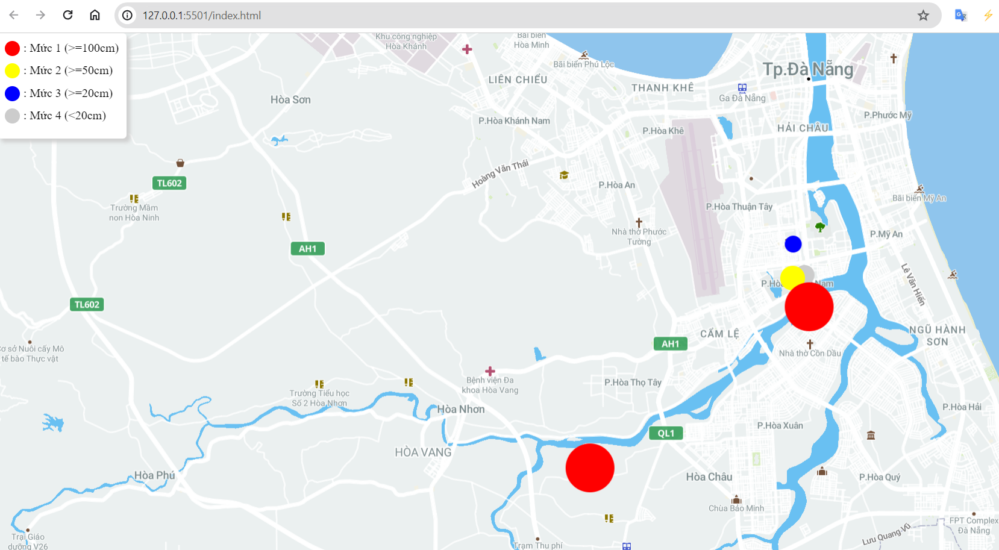 127.0.0.1:5501/index.html
: Mức 1 (>=100cm)
: Mức 2 (>=50cm)
: Mức 3 (>=20cm)
: Mức 4 (<20cm)
Khu công nghiệp
Hòa Khánh
Bãi biển
Hòa Minh
Bãi biển Phú Lộc
Tp.Đà Nẵng
LIÊN CHIỂU
THANH KHÊ
Ga Đà Nẵng
Hòa Sơn
P.Hòa Khánh Nam
P.Phước Mỹ
P.Hòa Khê
HẢI CHÂU
Hoàng Văn Thái
TL602
P.Hòa An
Bãi biển Mỹ An
Trường Mầm
non Hòa Ninh
P.Hòa Thuận Tây
Nhà thờ Phước
Tường
P.Mỹ An
AH1
P.Hòa
Nam
Lê Văn Hiến
TL602
CẨM LỆ
NGŨ HÀNH
SƠN
AH1
Cơ sở Nuôi cấy Mô
tế bào Thực vật
Nhà thờ Cồn Dầu
Bệnh viện Đa
khoa Hòa Vang
P.Hòa Thọ Tây
Trường Tiểu học
Số 2 Hòa Nhơn
Hòa Nhơn
P.Hòa Hải
P.Hòa Xuân
QL1
HÒA VANG
Hòa Phú
Hòa Châu
P.Hòa Quý
Chùa Bảo Minh
FPT Complex
Đà Nẵng
Lưu Quang Vũ
Trại Giáo
dưỡng V26
Trạm Thu phí